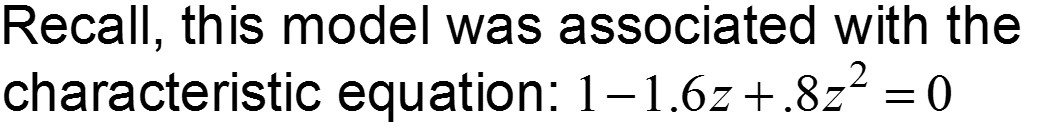 Recall, this model was associated with the
characteristic equation: 1−1.6z+.8z²=0